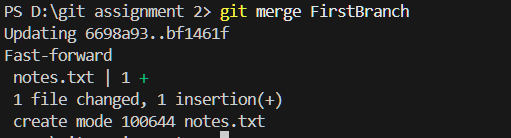 PS D:\git assignment 2> git merge FirstBranch
Updating 6698a93..bf1461f
Fast-forward
 notes.txt | 1 +
 1 file changed, 1 insertion(+)
 create mode 100644 notes.txt